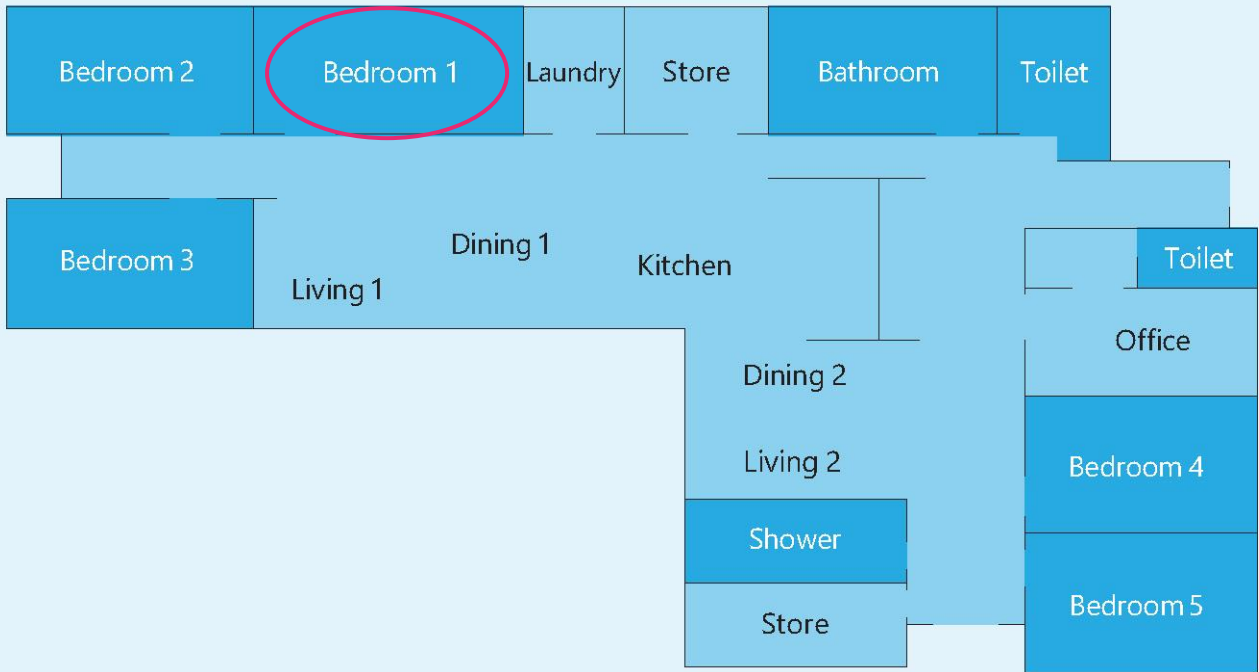 Bedroom 2
Bedroom 1
Laundry
Store
Bathroom
Toilet
Bedroom 3
Dining 1
Living 1
Kitchen
Toilet
Office
Dining 2
Living 2
Bedroom 4
Shower
Bedroom 5
Store